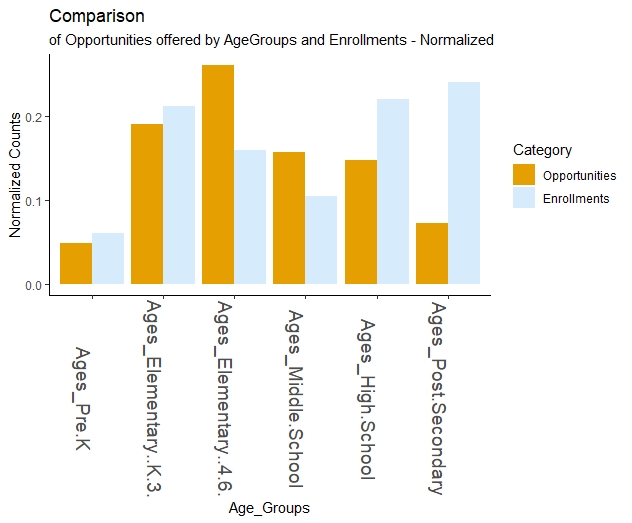 Comparison
of Opportunities offered by AgeGroups and Enrollments - Normalized
Normalized Counts
0.2
0.1
0.0
Category
Opportunities
Enrollments
Ages_Pre.K
Ages_Elementary..K.3.
Ages_Elementary..4.6.
Ages_Middle.School
Ages_High.School
Ages_Post.Secondary
Age_Groups